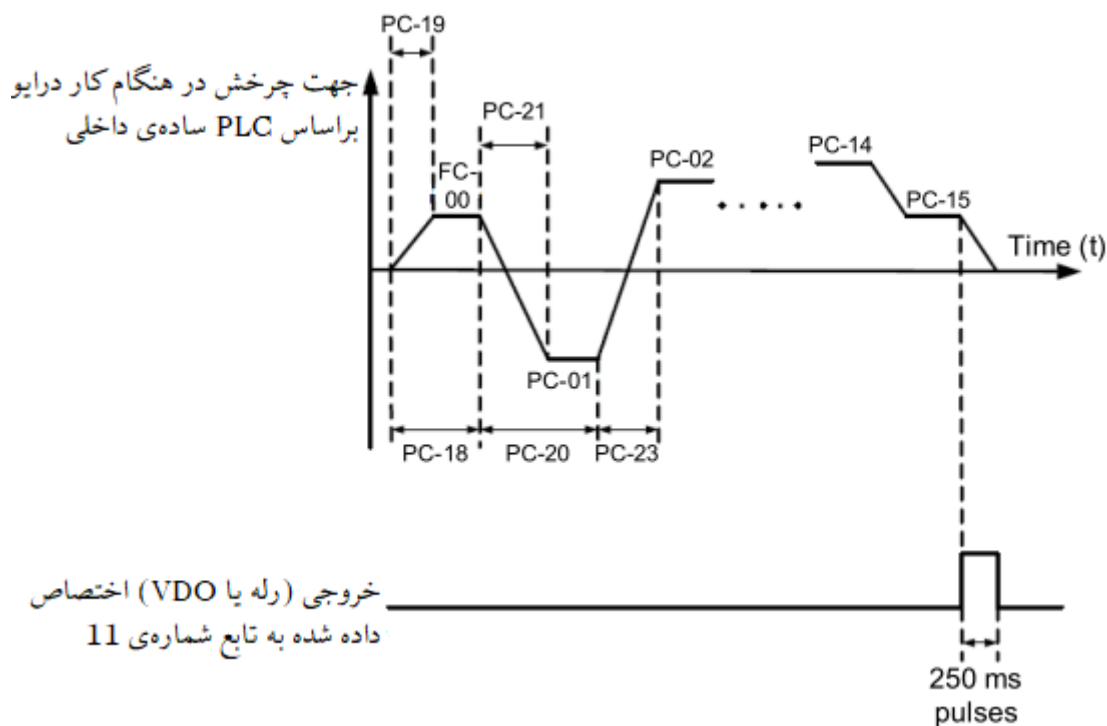 PC-19
جهت چرخش در هنگام کار درایو
براساس PLC ساده‌ی داخلی
PC-21
FC-
00
PC-02
PC-14
PC-15
Time (t)
PC-01
PC-18
PC-20
PC-23
خروجی (رله یا VDO) اختصاص
داده شده به تابع شماره‌ی 11
250 ms
pulses